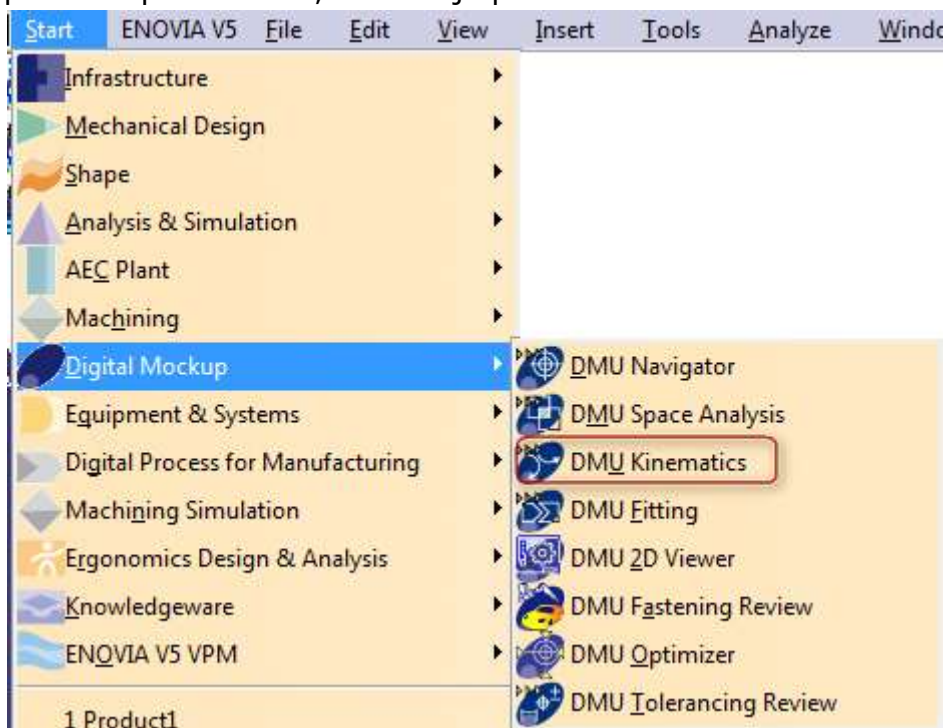 Start ENOVIA V5 File Edit View Insert Tools Analyze
Infrastructure
Mechanical Design
Shape
Analysis & Simulation
AEC Plant
Machining
Digital Mockup
Equipment & Systems
Digital Process for Manufacturing
Machining Simulation
Ergonomics Design & Analysis
Knowledgeware
ENOVIA V5 VPM
1 Product1
DMU Navigator
DMU Space Analysis
DMU Kinematics
DMU Fitting
DMU 2D Viewer
DMU Fastening Review
DMU Optimizer
DMU Tolerancing Review